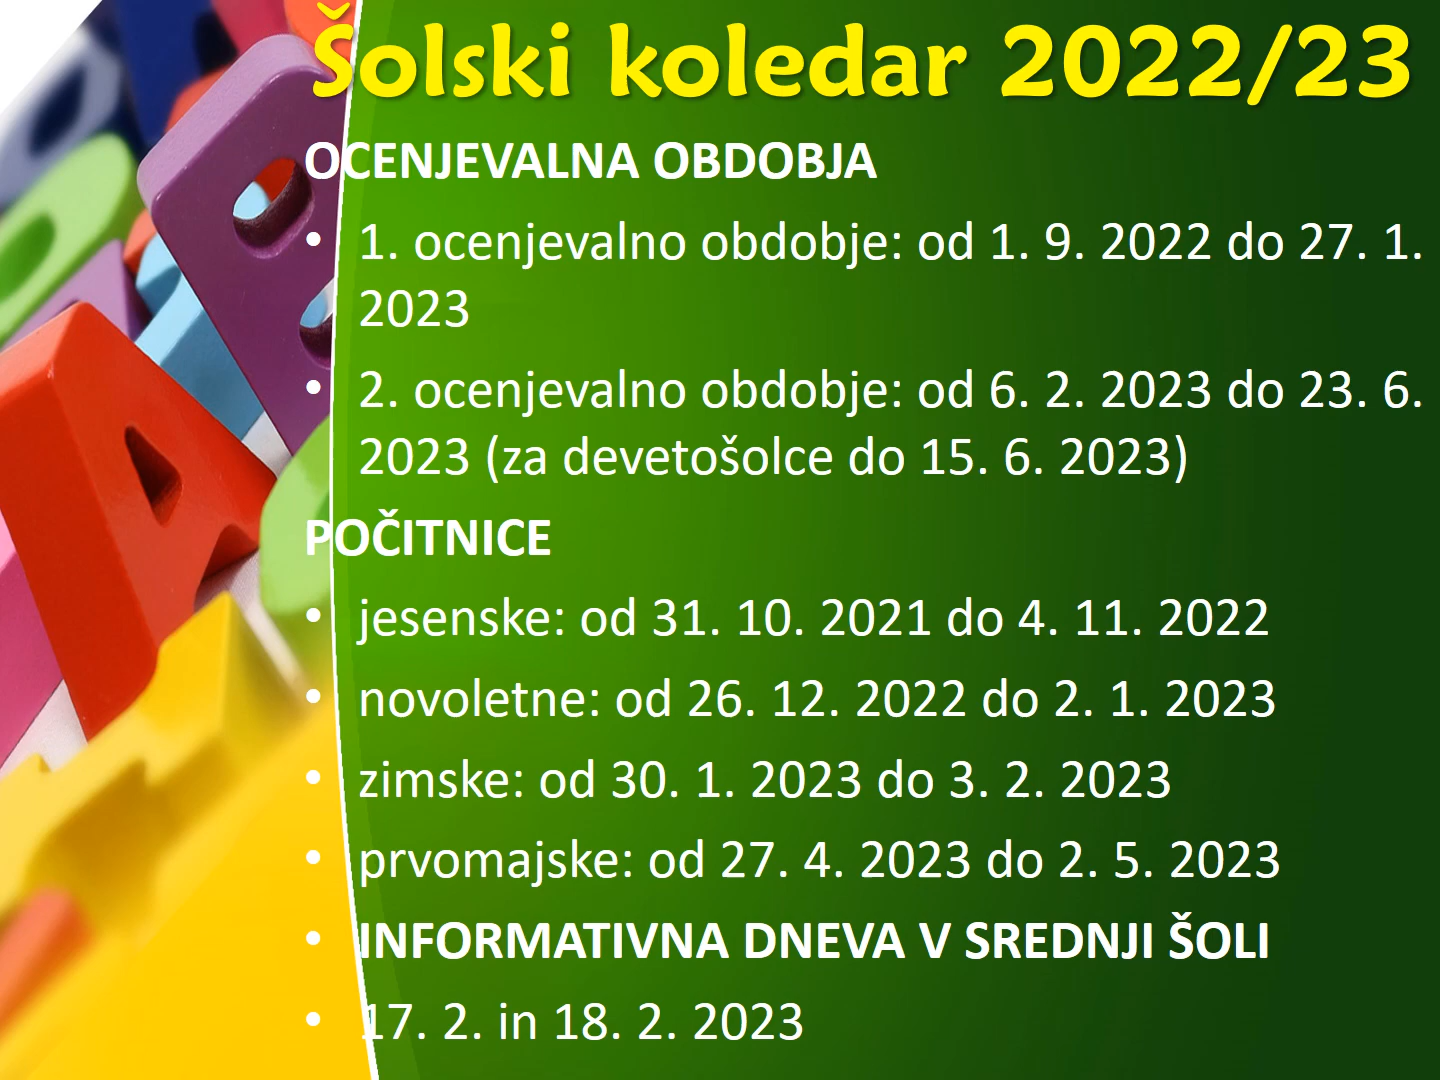 Šolski koledar 2022/23
OCENJEVALNA OBDOBJA
• 1. ocenjevalno obdobje: od 1. 9. 2022 do 27. 1.
2023
• 2. ocenjevalno obdobje: od 6. 2. 2023 do 23. 6.
2023 (za devetošolce do 15. 6. 2023)
POČITNICE
• jesenske: od 31. 10. 2021 do 4. 11. 2022
• novoletne: od 26. 12. 2022 do 2. 1. 2023
• zimske: od 30. 1. 2023 do 3. 2. 2023
• prvomajske: od 27. 4. 2023 do 2. 5. 2023
• INFORMATIVNA DNEVA V SREDNJI ŠOLI
• 17. 2. in 18. 2. 2023